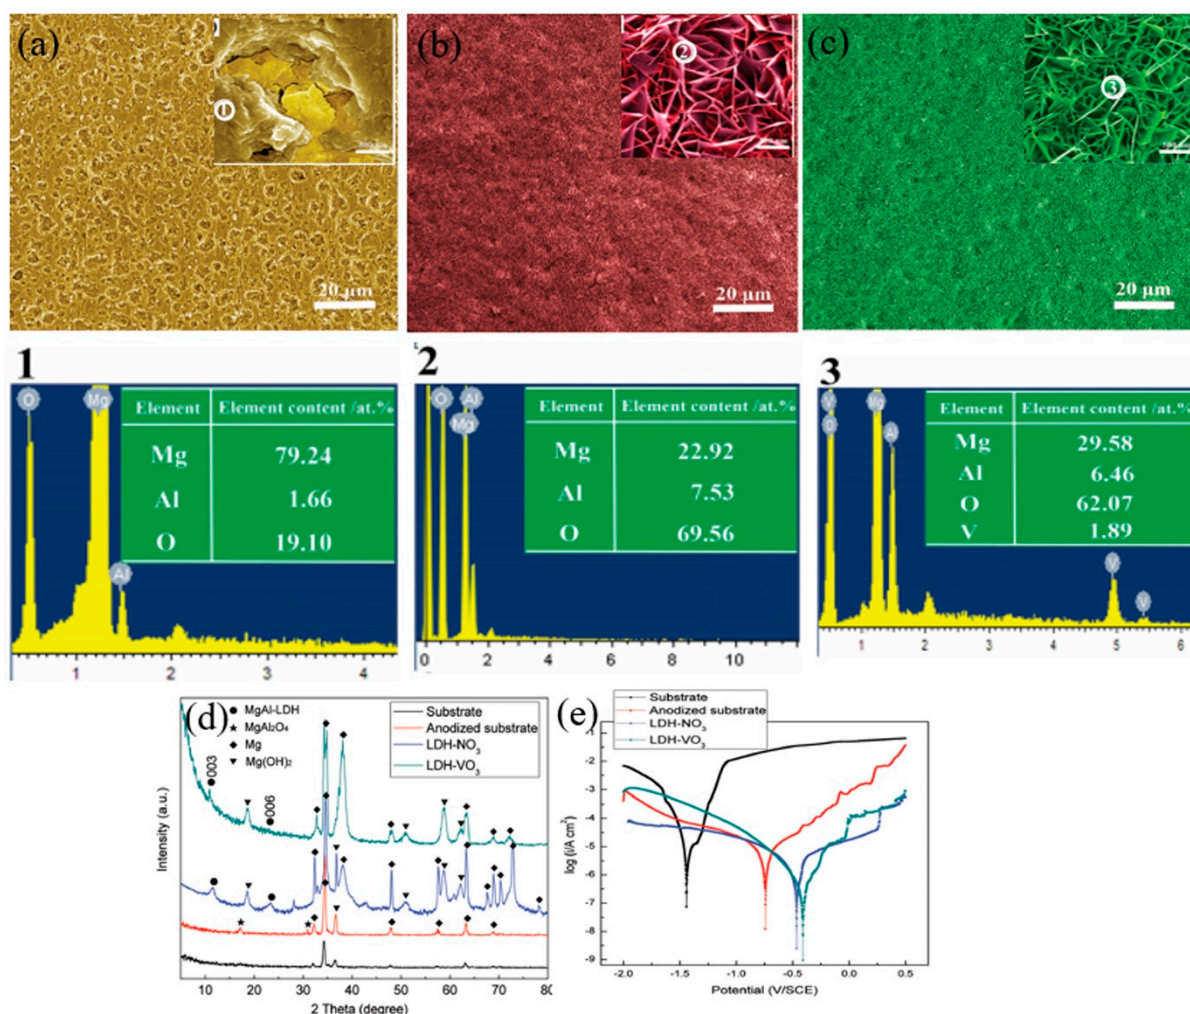 (a)
①
20 μm
(b)
②
20 μm
(c)
③
20 μm
1
O
Mg
Al
Element Element content /at.%
Mg 79.24
Al 1.66
O 19.10
1 2 3 4
2
O
Al
Mg
Element Element content /at.%
Mg 22.92
Al 7.53
O 69.56
0 2 4 6 8 10
3
V
O
Mg
Al
V
V
Element Element content /at.%
Mg 29.58
Al 6.46
O 62.07
V 1.89
1 2 3 4 5 6
(d)
MgAl-LDH
MgAl₂O₄
Mg
Mg(OH)₂
Substrate
Anodized substrate
LDH-NO₃
LDH-VO₃
003
006
Intensity (a.u.)
10 20 30 40 50 60 70 80
2 Theta (degree)
(e)
Substrate
Anodized substrate
LDH-NO₃
LDH-VO₃
log (i/A cm²)
-1
-2
-3
-4
-5
-6
-7
-8
-9
-2.0 -1.5 -1.0 -0.5 0.0 0.5
Potential (V/SCE)